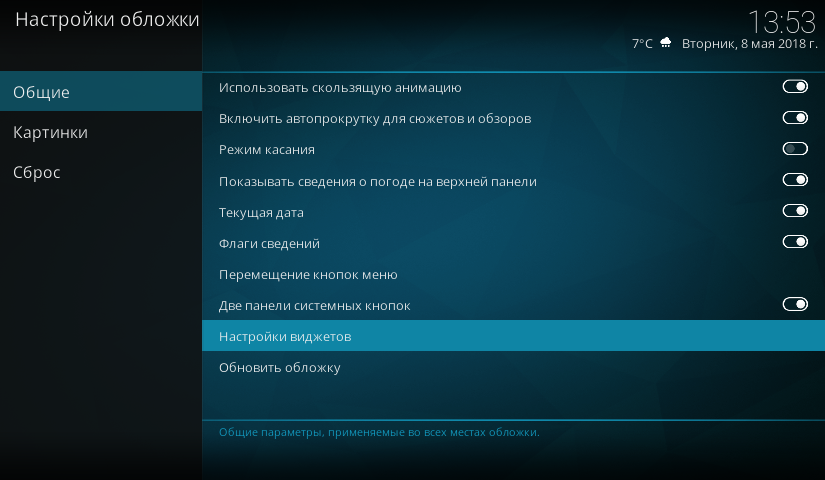 Настройки обложки
13:53
7°C Вторник, 8 мая 2018 г.
Общие
Картинки
Сброс
Использовать скользящую анимацию
Включить автопрокрутку для сюжетов и обзоров
Режим касания
Показывать сведения о погоде на верхней панели
Текущая дата
Флаги сведений
Перемещение кнопок меню
Две панели системных кнопок
Настройки виджетов
Обновить обложку
Общие параметры, применяемые во всех местах обложки.